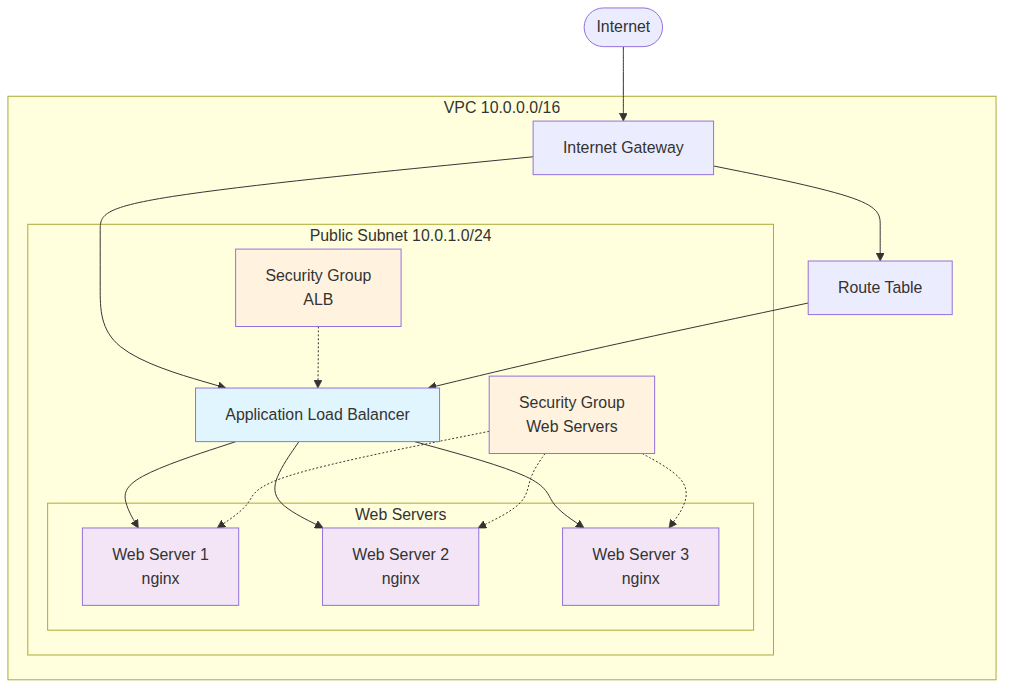 Internet
VPC 10.0.0.0/16
Internet Gateway
Public Subnet 10.0.1.0/24
Security Group
ALB
Route Table
Application Load Balancer
Security Group
Web Servers
Web Servers
Web Server 1
nginx
Web Server 2
nginx
Web Server 3
nginx